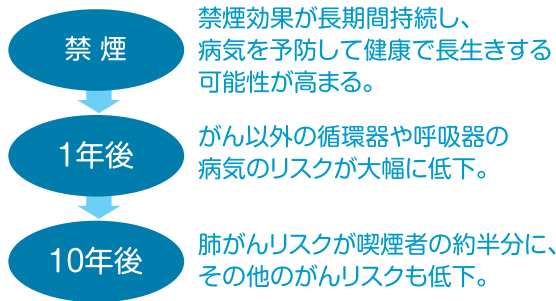 禁煙
禁煙効果が長期間持続し、
病気を予防して健康で長生きする
可能性が高まる。
1年後
がん以外の循環器や呼吸器の
病気のリスクが大幅に低下。
10年後
肺がんリスクが喫煙者の約半分に、
その他のがんリスクも低下。